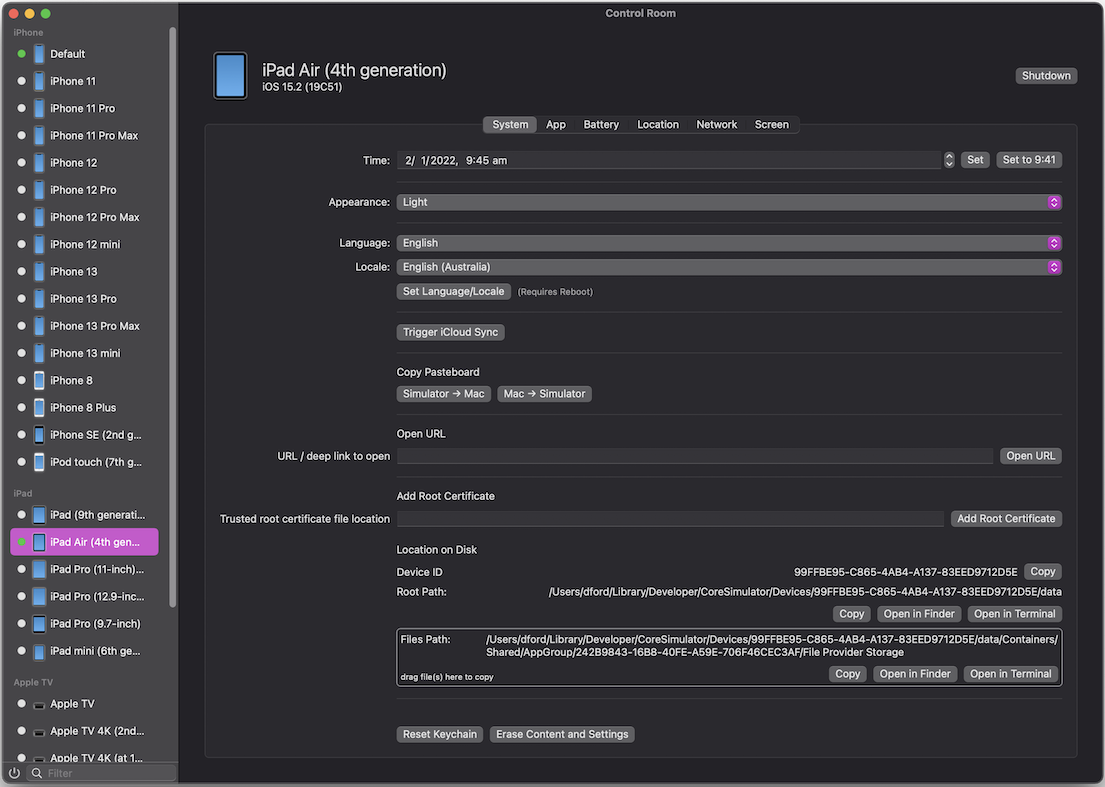 Control Room
iPhone
Default
iPhone 11
iPhone 11 Pro
iPhone 11 Pro Max
iPhone 12
iPhone 12 Pro
iPhone 12 Pro Max
iPhone 12 mini
iPhone 13
iPhone 13 Pro
iPhone 13 Pro Max
iPhone 13 mini
iPhone 8
iPhone 8 Plus
iPhone SE (2nd g...
iPod touch (7th g...
iPad
iPad (9th generati...
iPad Air (4th gen...
iPad Pro (11-inch)...
iPad Pro (12.9-inc...
iPad Pro (9.7-inch)
iPad mini (6th ge...
Apple TV
Apple TV
Apple TV 4K (2nd...
Apple TV 4K (at 1...
Filter
iPad Air (4th generation)
iOS 15.2 (19C51)
Shutdown
System App Battery Location Network Screen
Time: 2/ 1/2022, 9:45 am Set Set to 9:41
Appearance: Light
Language: English
Locale: English (Australia)
Set Language/Locale (Requires Reboot)
Trigger iCloud Sync
Copy Pasteboard
Simulator → Mac Mac → Simulator
Open URL
URL / deep link to open Open URL
Add Root Certificate
Trusted root certificate file location Add Root Certificate
Location on Disk
Device ID 99FFBE95-C865-4AB4-A137-83EED9712D5E Copy
Root Path: /Users/dford/Library/Developer/CoreSimulator/Devices/99FFBE95-C865-4AB4-A137-83EED9712D5E/data
Copy Open in Finder Open in Terminal
Files Path: /Users/dford/Library/Developer/CoreSimulator/Devices/99FFBE95-C865-4AB4-A137-83EED9712D5E/data/Containers/
Shared/AppGroup/242B9843-16B8-40FE-A59E-706F46CEC3AF/File Provider Storage
drag file(s) here to copy Copy Open in Finder Open in Terminal
Reset Keychain Erase Content and Settings